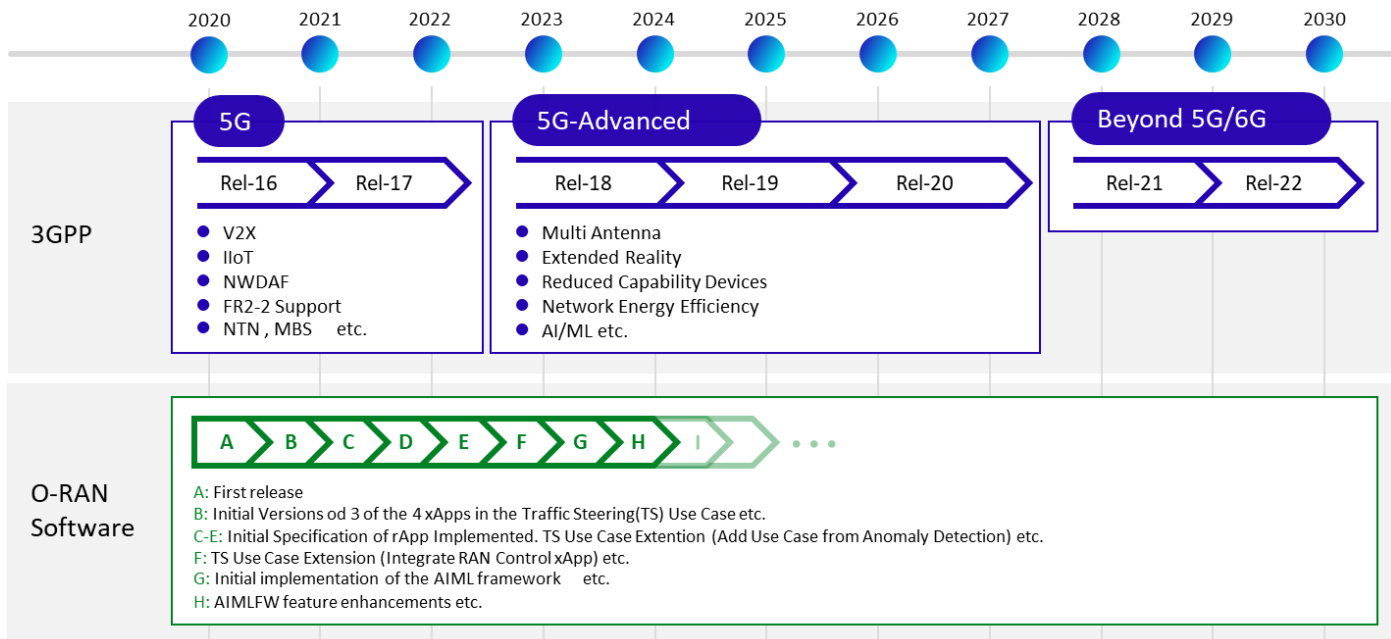 2020 2021 2022 2023 2024 2025 2026 2027 2028 2029 2030
5G
5G-Advanced
Beyond 5G/6G
Rel-16 Rel-17
Rel-18 Rel-19 Rel-20
Rel-21 Rel-22
3GPP
V2X
IIoT
NWDAF
FR2-2 Support
NTN , MBS etc.
Multi Antenna
Extended Reality
Reduced Capability Devices
Network Energy Efficiency
AI/ML etc.
O-RAN
Software
A B C D E F G H I
A: First release
B: Initial Versions od 3 of the 4 xApps in the Traffic Steering(TS) Use Case etc.
C-E: Initial Specification of rApp Implemented. TS Use Case Extention (Add Use Case from Anomaly Detection) etc.
F: TS Use Case Extension (Integrate RAN Control xApp) etc.
G: Initial implementation of the AIML framework etc.
H: AIMLFW feature enhancements etc.